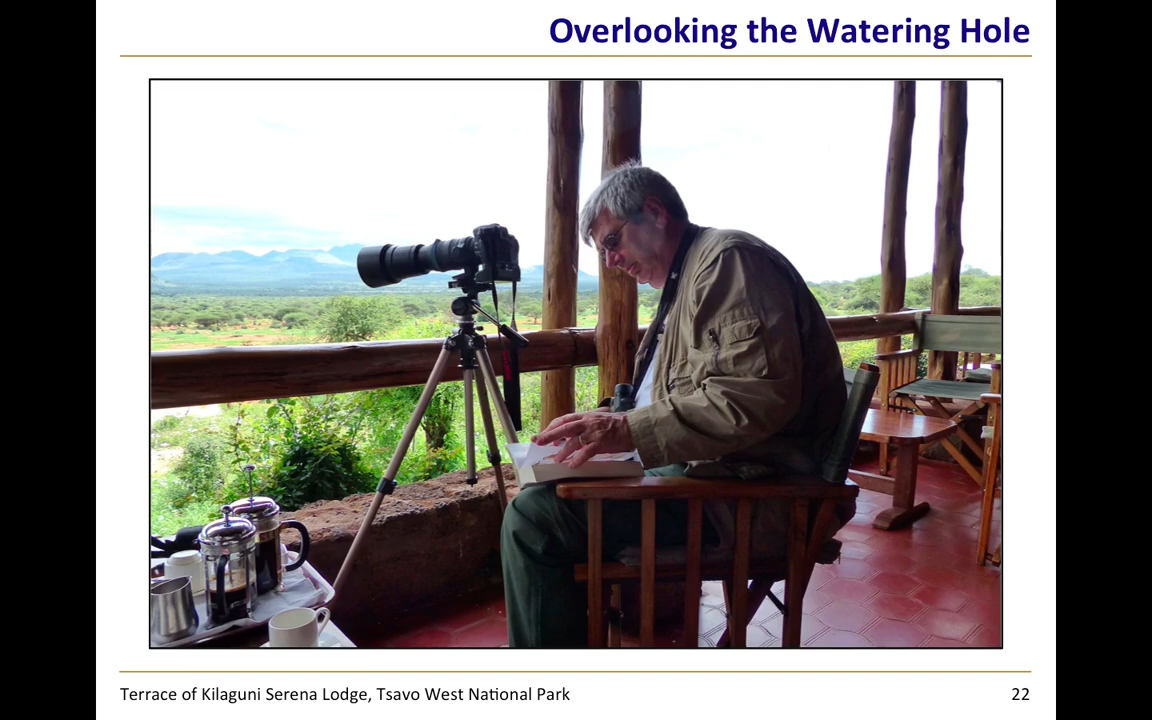 Overlooking the Watering Hole
Terrace of Kilaguni Serena Lodge, Tsavo West National Park
22